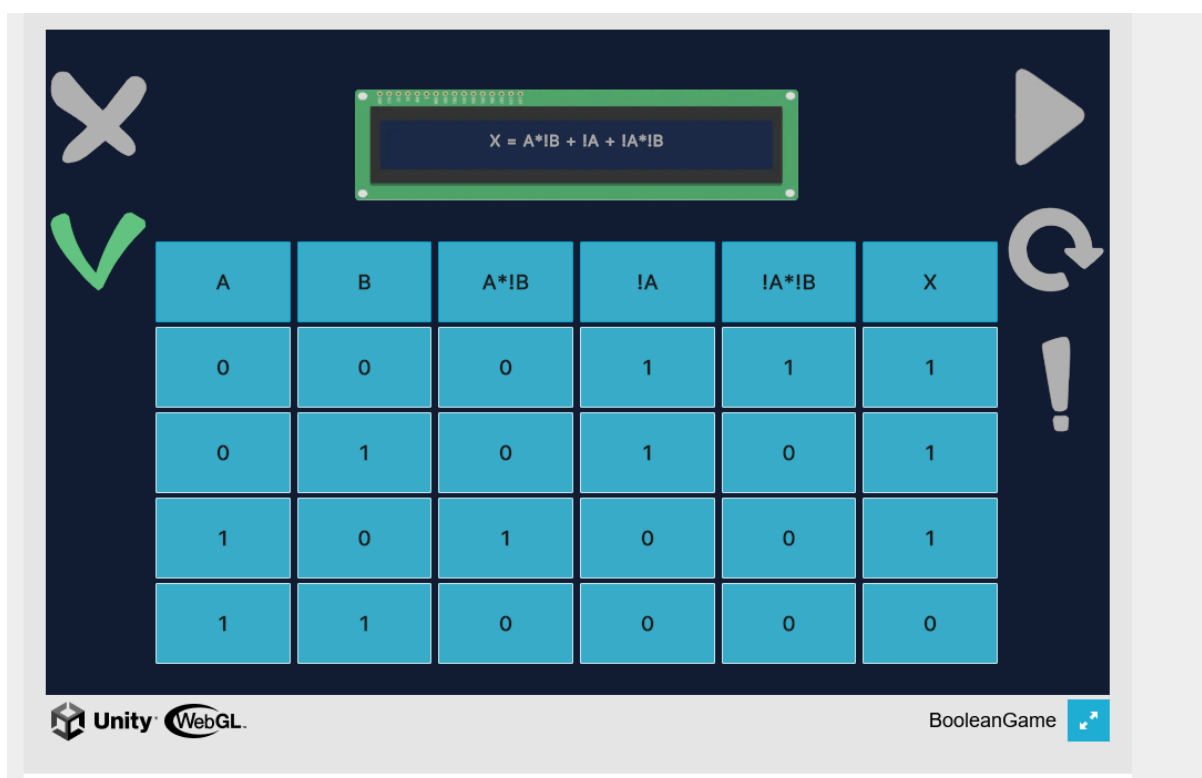 X = A*!B + !A + !A*!B
A B A*!B !A !A*!B X
0 0 0 1 1 1
0 1 0 1 0 1
1 0 1 0 0 1
1 1 0 0 0 0
Unity WebGL. BooleanGame